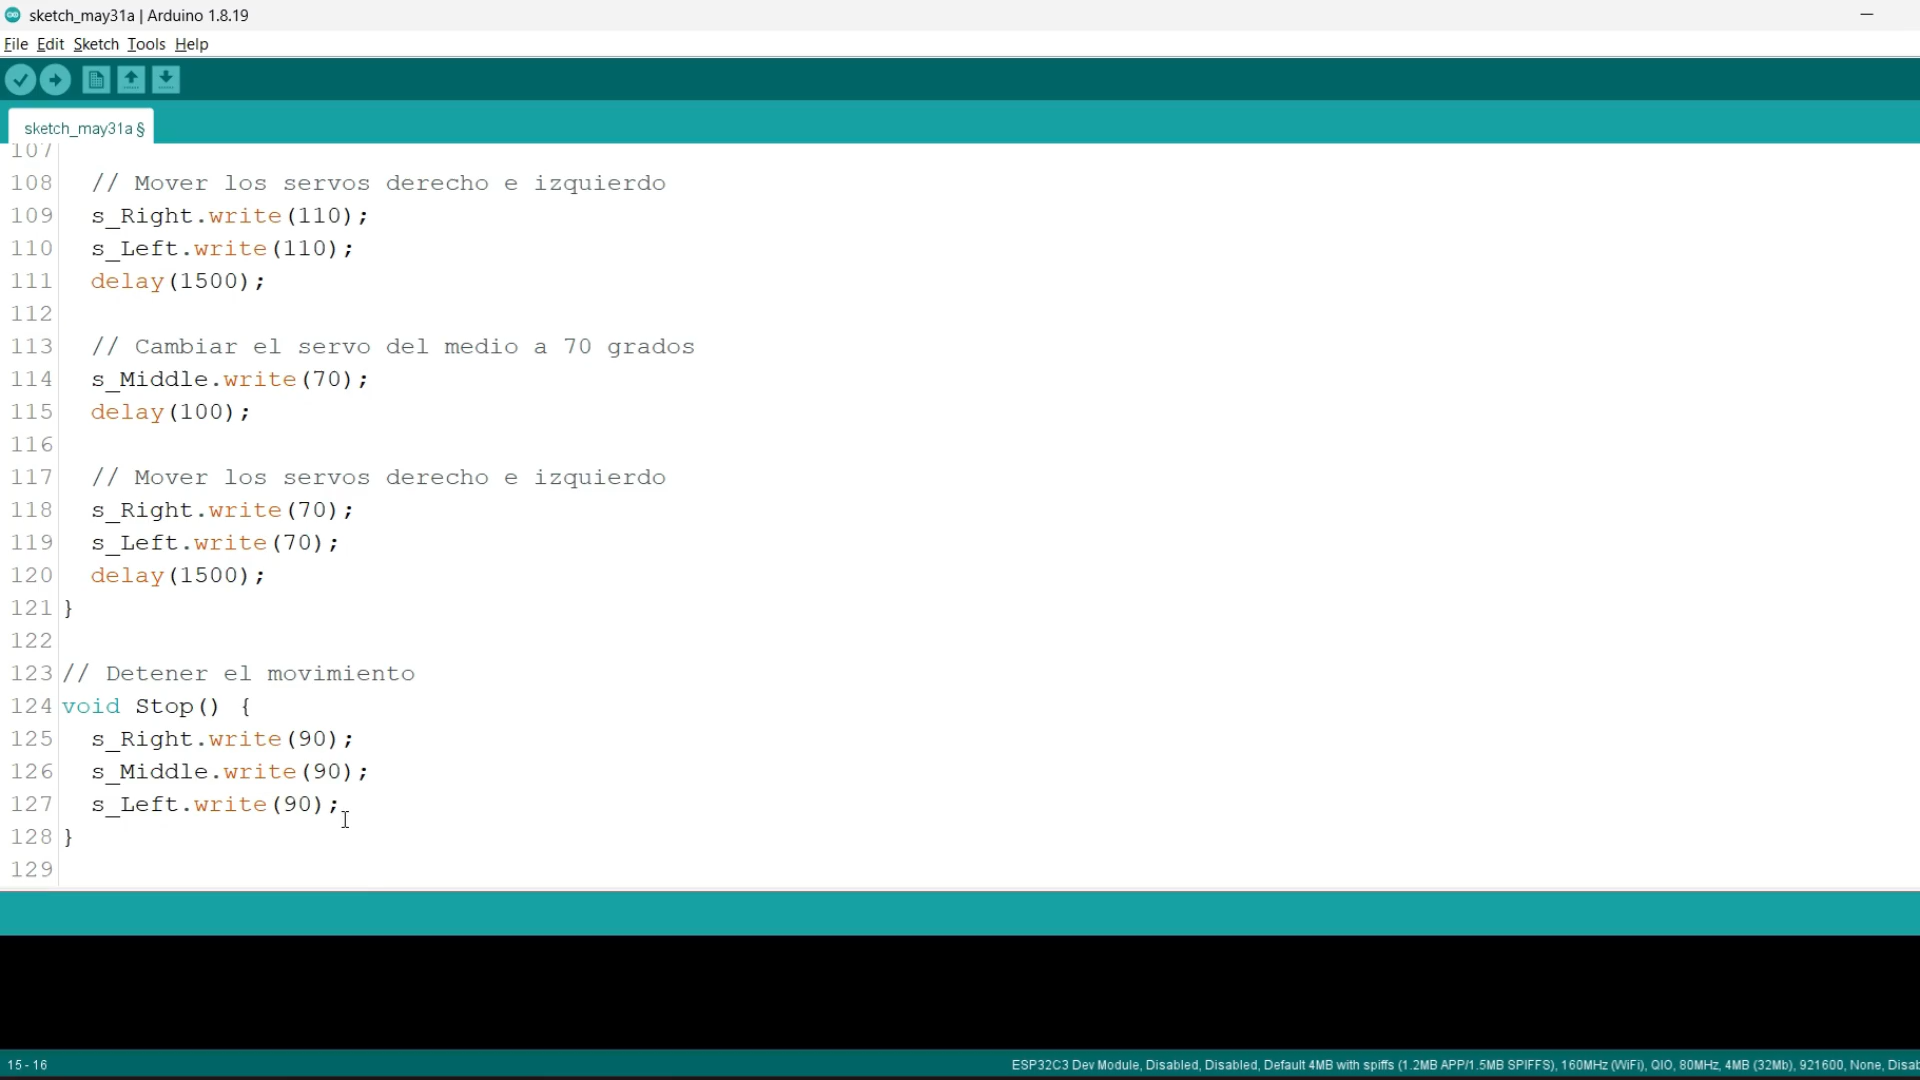 sketch_may31a | Arduino 1.8.19
File Edit Sketch Tools Help
sketch_may31a §
107
108 // Mover los servos derecho e izquierdo
109 s_Right.write(110);
110 s_Left.write(110);
111 delay(1500);
112
113 // Cambiar el servo del medio a 70 grados
114 s_Middle.write(70);
115 delay(100);
116
117 // Mover los servos derecho e izquierdo
118 s_Right.write(70);
119 s_Left.write(70);
120 delay(1500);
121 }
122
123 // Detener el movimiento
124 void Stop() {
125 s_Right.write(90);
126 s_Middle.write(90);
127 s_Left.write(90);
128 }
129
15 - 16
ESP32C3 Dev Module, Disabled, Disabled, Default 4MB with spiffs (1.2MB APP/1.5MB SPIFFS), 160MHz (WiFi), QIO, 80MHz, 4MB (32Mb), 921600, None, Disab